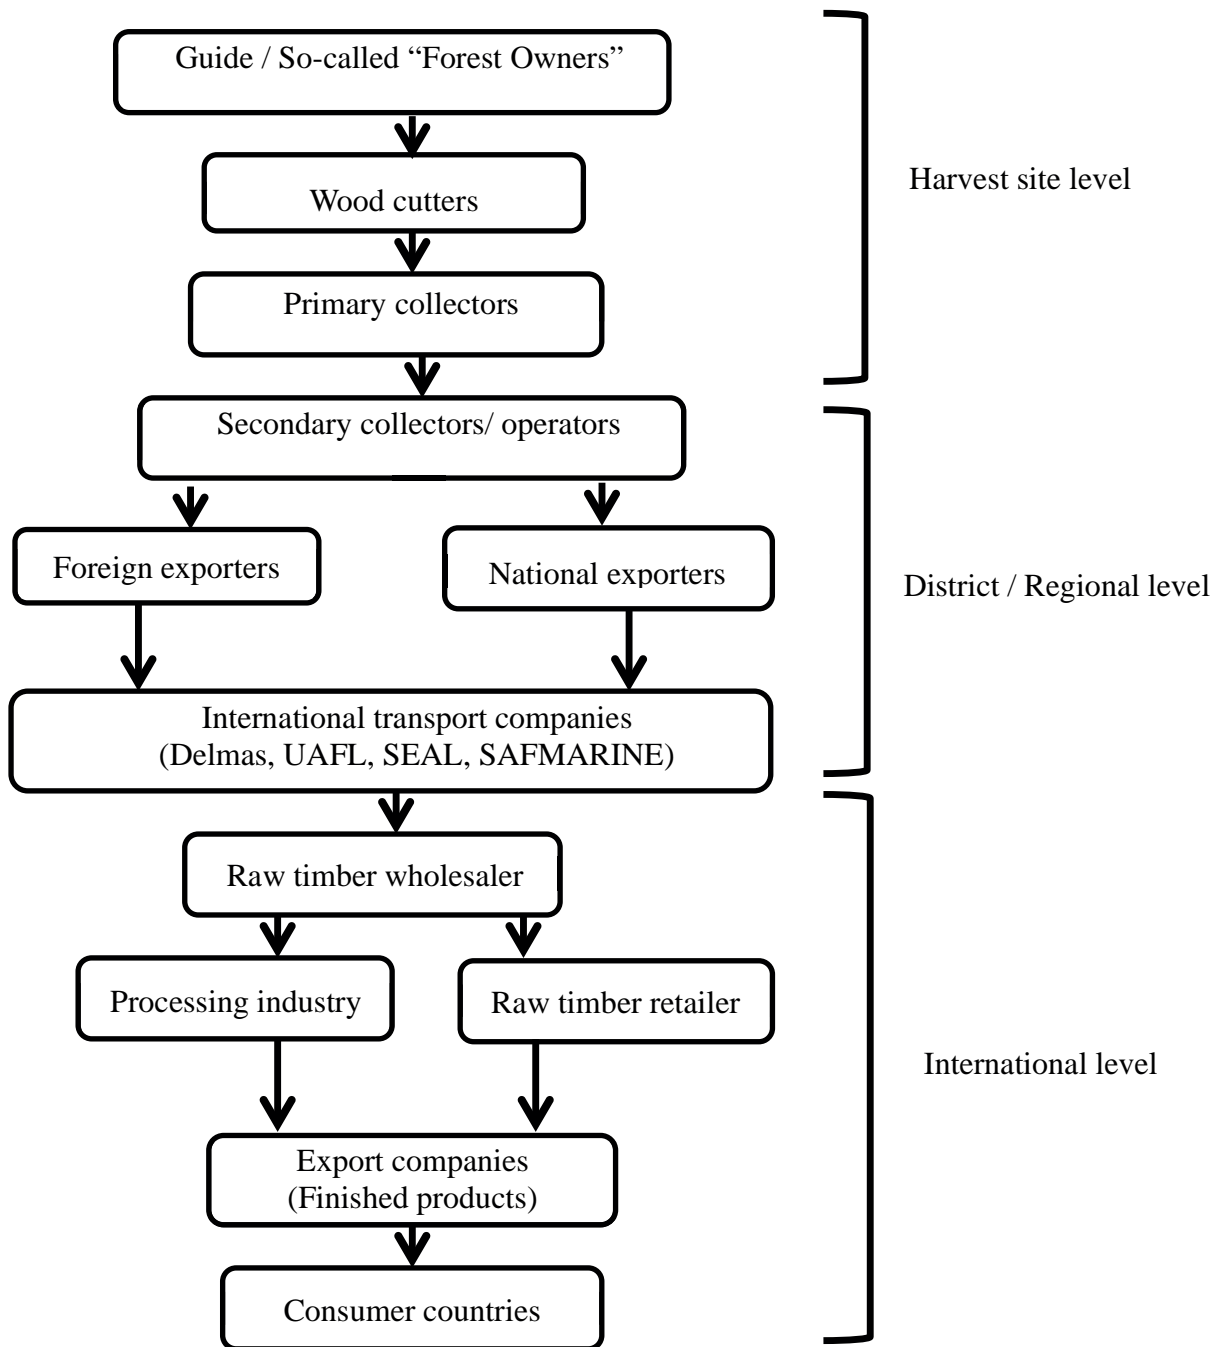 Guide / So-called “Forest Owners”
Wood cutters
Harvest site level
Primary collectors
Secondary collectors/ operators
Foreign exporters
National exporters
District / Regional level
International transport companies
(Delmas, UAFL, SEAL, SAFMARINE)
Raw timber wholesaler
Processing industry
Raw timber retailer
International level
Export companies
(Finished products)
Consumer countries